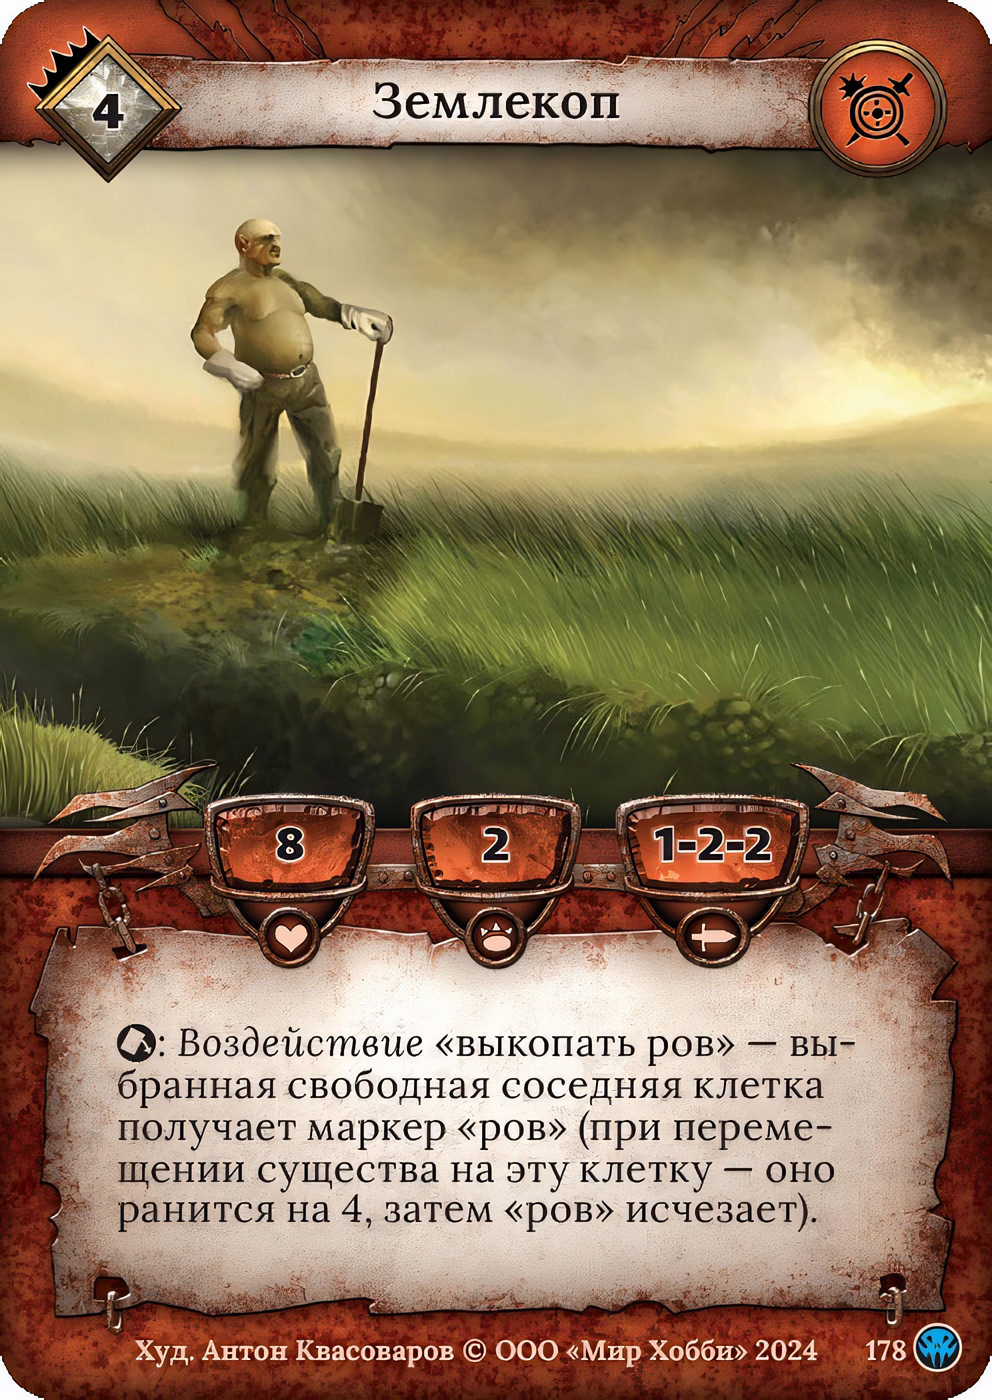 4
Землекоп
8
2
1-2-2
: Воздействие «выкопать ров» — вы-
бранная свободная соседняя клетка
получает маркер «ров» (при переме-
щении существа на эту клетку — оно
ранится на 4, затем «ров» исчезает).
Худ. Антон Квасоваров © ООО «Мир Хобби» 2024 178